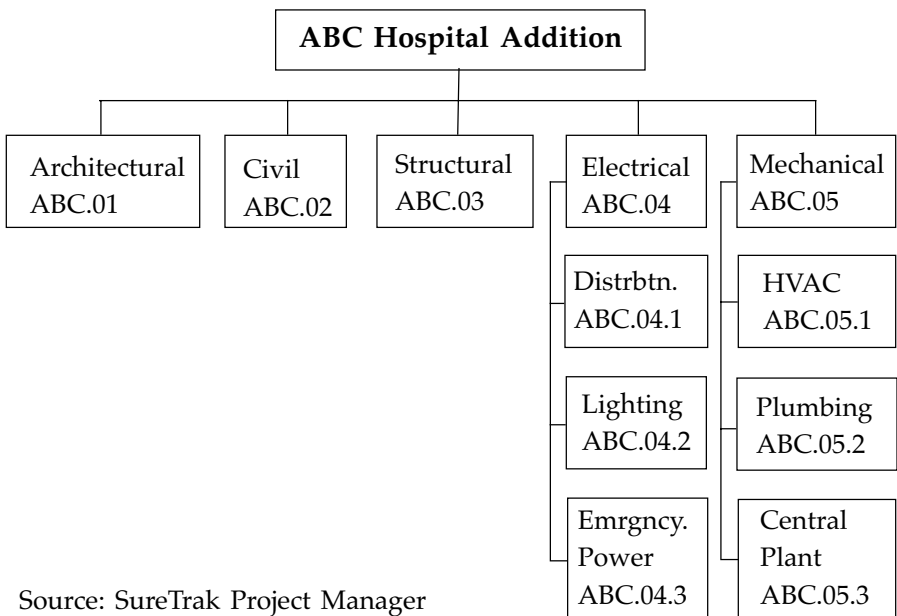 ABC Hospital Addition
Architectural
ABC.01
Civil
ABC.02
Structural
ABC.03
Electrical
ABC.04
Mechanical
ABC.05
Distrbtn.
ABC.04.1
HVAC
ABC.05.1
Lighting
ABC.04.2
Plumbing
ABC.05.2
Emrgncy.
Power
ABC.04.3
Central
Plant
ABC.05.3
Source: SureTrak Project Manager